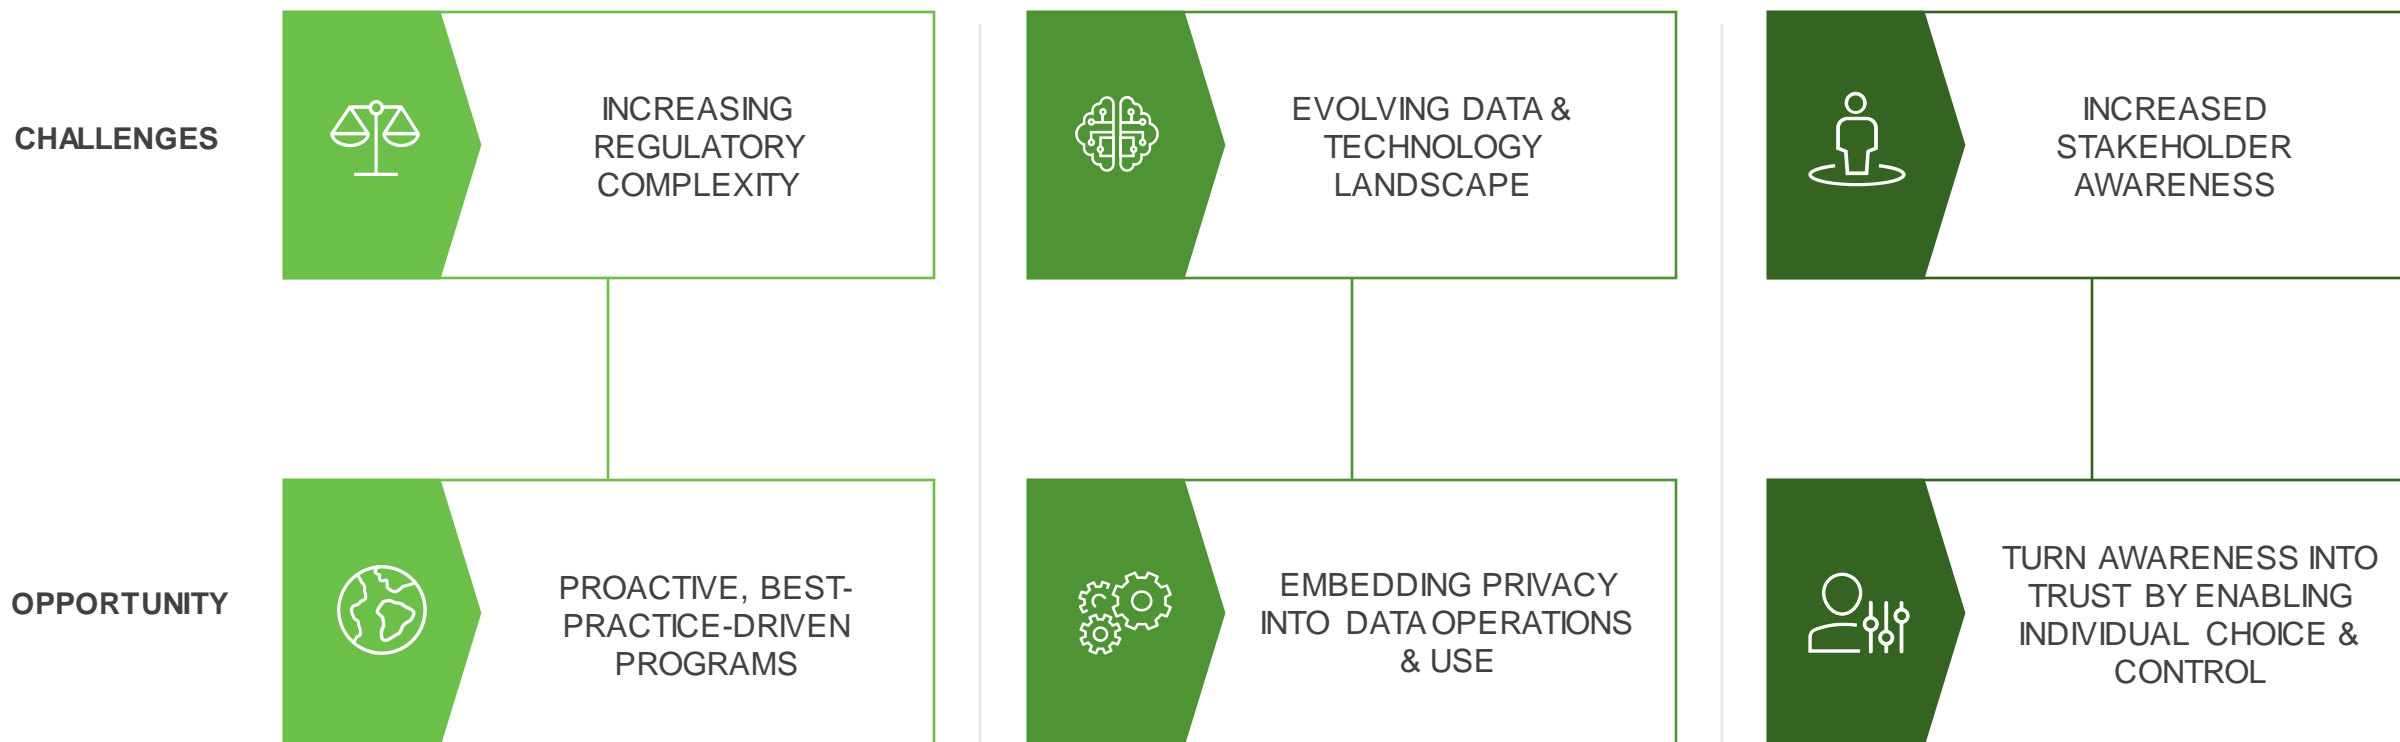 CHALLENGES
INCREASING
REGULATORY
COMPLEXITY
EVOLVING DATA &
TECHNOLOGY
LANDSCAPE
INCREASED
STAKEHOLDER
AWARENESS
OPPORTUNITY
PROACTIVE, BEST-
PRACTICE-DRIVEN
PROGRAMS
EMBEDDING PRIVACY
INTO DATA OPERATIONS
& USE
TURN AWARENESS INTO
TRUST BY ENABLING
INDIVIDUAL CHOICE &
CONTROL